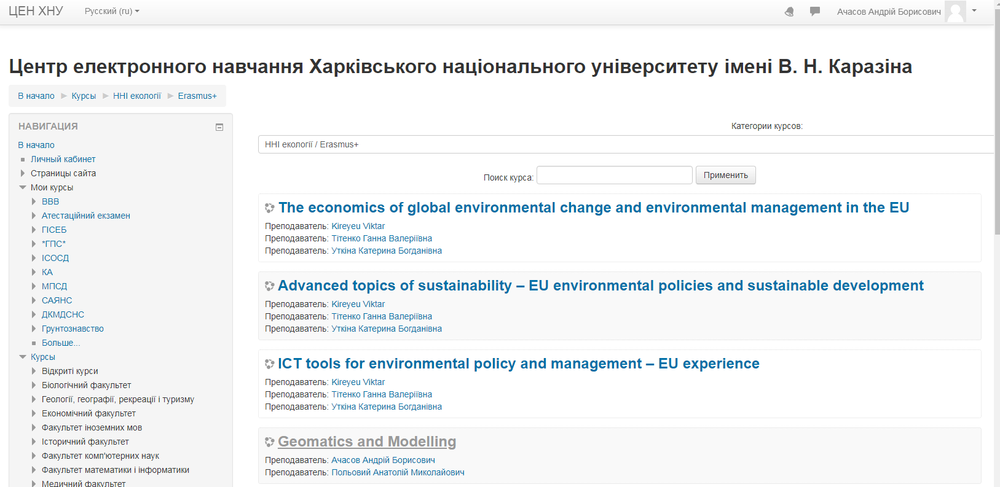 ЦЕН ХНУ
Русский (ru)
Ачасов Андрій Борисович
Центр електронного навчання Харківського національного університету імені В. Н. Каразіна
В начало
Курсы
ННІ екології
Erasmus+
НАВИГАЦИЯ
В начало
Личный кабинет
Страницы сайта
Мои курсы
ВВВ
Атестаційний екзамен
ГІСЕБ
*ГПС*
ІСОСД
КА
МПСД
САЯНС
ДКМДСНС
Грунтознавство
Больше...
Курсы
Відкриті курси
Біологічний факультет
Геології, географії, рекреації і туризму
Економічний факультет
Факультет іноземних мов
Історичний факультет
Факультет комп'ютерних наук
Факультет математики і інформатики
Медичний факультет
Категории курсов:
ННІ екології / Erasmus+
Поиск курса:
Применить
The economics of global environmental change and environmental management in the EU
Преподаватель: Kireyeu Viktar
Преподаватель: Тітенко Ганна Валеріївна
Преподаватель: Уткіна Катерина Богданівна
Advanced topics of sustainability – EU environmental policies and sustainable development
Преподаватель: Kireyeu Viktar
Преподаватель: Тітенко Ганна Валеріївна
Преподаватель: Уткіна Катерина Богданівна
ICT tools for environmental policy and management – EU experience
Преподаватель: Kireyeu Viktar
Преподаватель: Тітенко Ганна Валеріївна
Преподаватель: Уткіна Катерина Богданівна
Geomatics and Modelling
Преподаватель: Ачасов Андрій Борисович
Преподаватель: Польовий Анатолій Миколайович